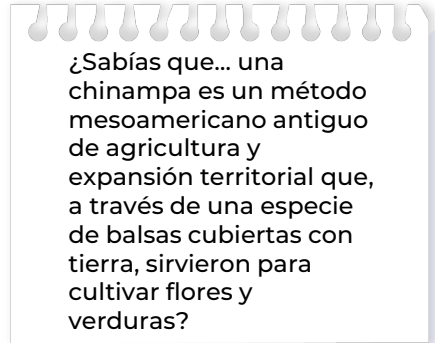 ¿Sabías que... una
chinampa es un método
mesoamericano antiguo
de agricultura y
expansión territorial que,
a través de una especie
de balsas cubiertas con
tierra, sirvieron para
cultivar flores y
verduras?